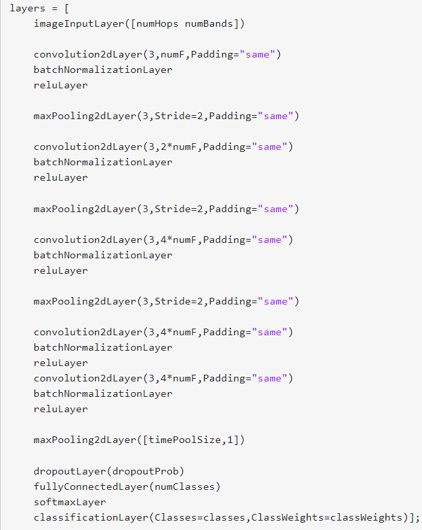 layers = [
imageInputLayer([numHops numBands])
convolution2dLayer(3,numF,Padding="same")
batchNormalizationLayer
reluLayer
maxPooling2dLayer(3,Stride=2,Padding="same")
convolution2dLayer(3,2*numF,Padding="same")
batchNormalizationLayer
reluLayer
maxPooling2dLayer(3,Stride=2,Padding="same")
convolution2dLayer(3,4*numF,Padding="same")
batchNormalizationLayer
reluLayer
maxPooling2dLayer(3,Stride=2,Padding="same")
convolution2dLayer(3,4*numF,Padding="same")
batchNormalizationLayer
reluLayer
convolution2dLayer(3,4*numF,Padding="same")
batchNormalizationLayer
reluLayer
maxPooling2dLayer([timePoolSize,1])
dropoutLayer(dropoutProb)
fullyConnectedLayer(numClasses)
softmaxLayer
classificationLayer(Classes=classes,ClassWeights=classWeights)];